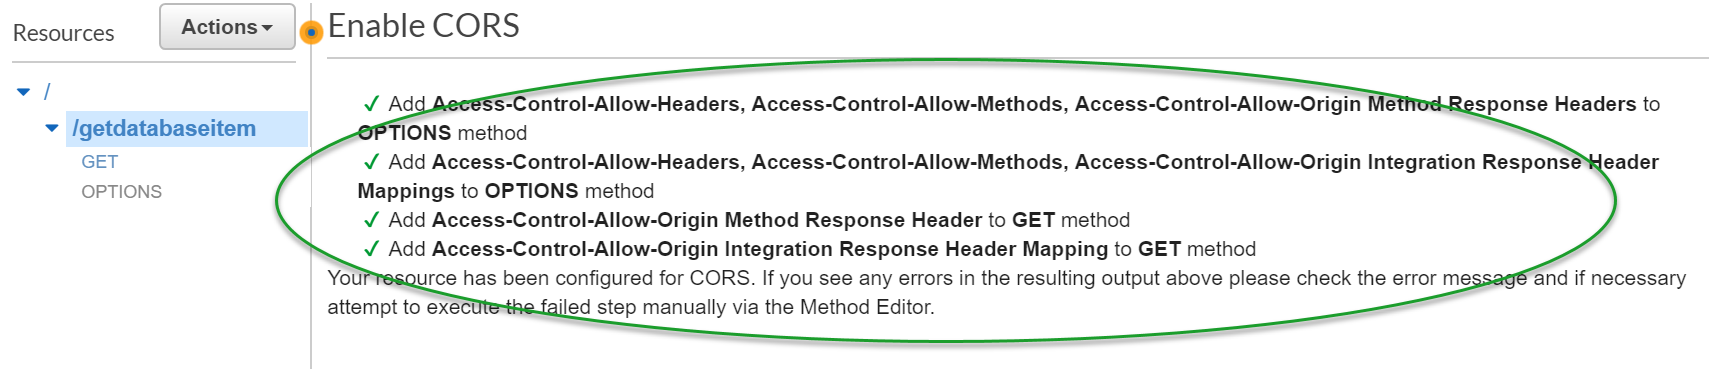 Resources
Actions
Enable CORS
/
/getdatabaseitem
GET
OPTIONS
✓ Add Access-Control-Allow-Headers, Access-Control-Allow-Methods, Access-Control-Allow-Origin Method Response Headers to
OPTIONS method
✓ Add Access-Control-Allow-Headers, Access-Control-Allow-Methods, Access-Control-Allow-Origin Integration Response Header
Mappings to OPTIONS method
✓ Add Access-Control-Allow-Origin Method Response Header to GET method
✓ Add Access-Control-Allow-Origin Integration Response Header Mapping to GET method
Your resource has been configured for CORS. If you see any errors in the resulting output above please check the error message and if necessary
attempt to execute the failed step manually via the Method Editor.